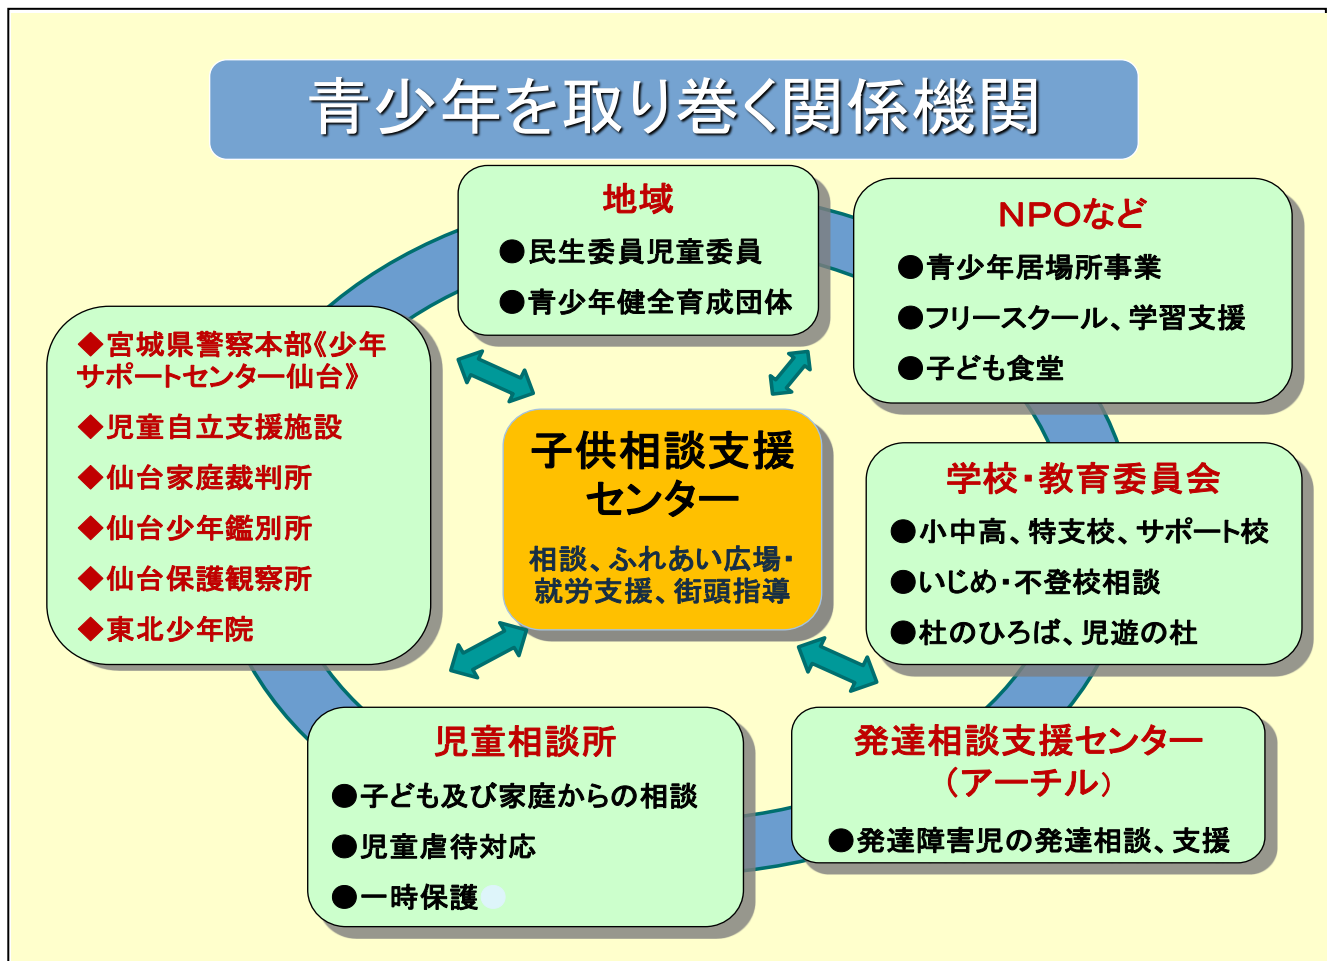 青少年を取り巻く関係機関
地域
●民生委員児童委員
●青少年健全育成団体
NPOなど
●青少年居場所事業
●フリースクール、学習支援
●子ども食堂
◆宮城県警察本部《少年
サポートセンター仙台》
◆児童自立支援施設
◆仙台家庭裁判所
◆仙台少年鑑別所
◆仙台保護観察所
◆東北少年院
子供相談支援
センター
相談、ふれあい広場・
就労支援、街頭指導
学校・教育委員会
●小中高、特支校、サポート校
●いじめ・不登校相談
●杜のひろば、児遊の杜
児童相談所
●子ども及び家庭からの相談
●児童虐待対応
●一時保護●
発達相談支援センター
（アーチル）
●発達障害児の発達相談、支援